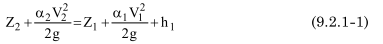 Z₂ + α₂V₂²/2g = Z₁ + α₁V₁²/2g + h₁ (9.2.1-1)